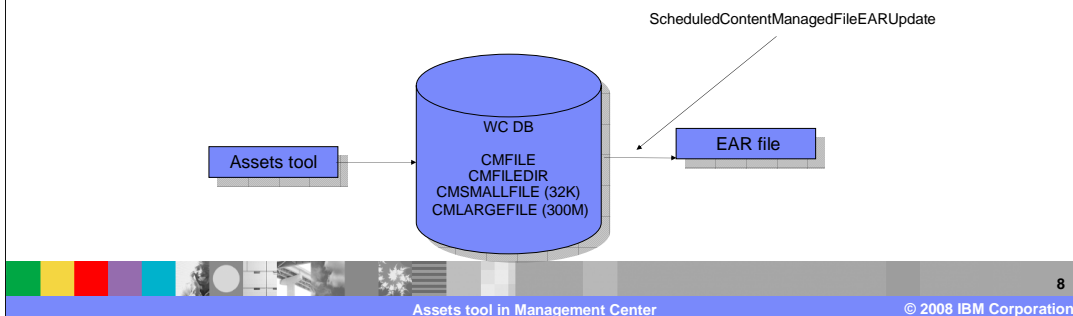 ScheduledContentManagedFileEARUpdate
WC DB
CMFILE
CMFILEDIR
CMSMALLFILE (32K)
CMLARGEFILE (300M)
Assets tool
EAR file
8
Assets tool in Management Center
© 2008 IBM Corporation